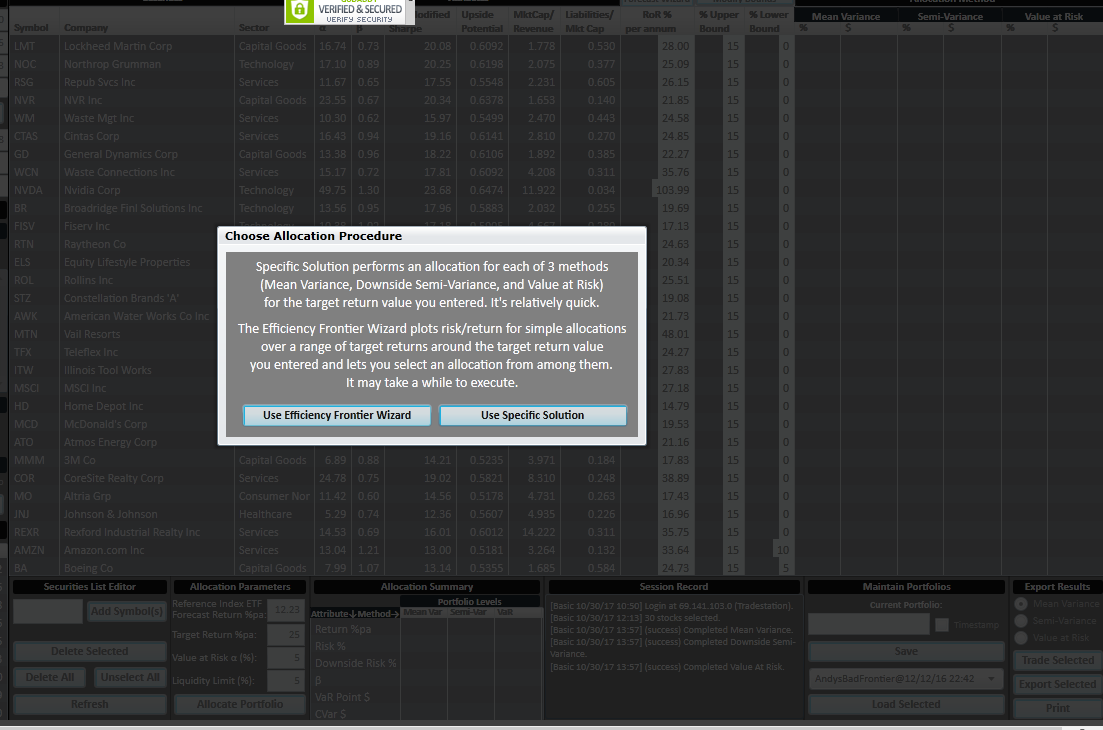 VERIFIED & SECURED
VERIFY SECURITY
Allocation Method
Upside MktCap/ Liabilities/ RoR % % Upper % Lower Mean Variance Semi-Variance Value at Risk
Symbol Company Sector α β Sharpe Potential Revenue Mkt Cap per annum Bound Bound % $ % $ % $
LMT Lockheed Martin Corp Capital Goods 16.74 0.73 20.08 0.6092 1.778 0.530 28.00 15 0
NOC Northrop Grumman Technology 17.10 0.89 20.25 0.6198 2.075 0.377 25.09 15 0
RSG Repub Svcs Inc Services 11.67 0.65 17.55 0.5548 2.231 0.605 26.15 15 0
NVR NVR Inc Capital Goods 23.55 0.67 20.34 0.6378 1.653 0.140 21.85 15 0
WM Waste Mgt Inc Services 10.30 0.62 15.97 0.5499 2.470 0.443 24.58 15 0
CTAS Cintas Corp Services 16.43 0.94 19.16 0.6141 2.810 0.270 24.85 15 0
GD General Dynamics Corp Capital Goods 13.38 0.96 18.22 0.6106 1.892 0.385 22.27 15 0
WCN Waste Connections Inc Services 15.17 0.72 17.81 0.6092 4.208 0.311 35.76 15 0
NVDA Nvidia Corp Technology 49.75 1.30 23.68 0.6474 11.922 0.034 103.99 15 0
BR Broadridge Finl Solutions Inc Technology 13.56 0.95 17.96 0.5883 2.032 0.255 19.69 15 0
FISV Fiserv Inc 17.13 15 0
RTN Raytheon Co 24.63 15 0
ELS Equity Lifestyle Properties 20.34 15 0
ROL Rollins Inc 25.51 15 0
STZ Constellation Brands 'A' 19.08 15 0
AWK American Water Works Co Inc 21.73 15 0
MTN Vail Resorts 48.01 15 0
TFX Teleflex Inc 24.27 15 0
ITW Illinois Tool Works 27.83 15 0
MSCI MSCI Inc 27.18 15 0
HD Home Depot Inc 14.79 15 0
MCD McDonald's Corp 19.53 15 0
ATO Atmos Energy Corp 21.16 15 0
MMM 3M Co Capital Goods 6.89 0.88 14.21 0.5235 3.971 0.184 17.83 15 0
COR CoreSite Realty Corp Services 24.78 0.75 19.02 0.5821 8.310 0.248 38.89 15 0
MO Altria Grp Consumer Non 11.42 0.60 14.56 0.5178 4.731 0.263 17.43 15 0
JNJ Johnson & Johnson Healthcare 5.29 0.74 12.36 0.5607 4.935 0.226 16.96 15 0
REXR Rexford Industrial Realty Inc Services 14.53 0.69 16.01 0.6012 14.222 0.311 35.75 15 0
AMZN Amazon.com Inc Services 13.04 1.21 13.00 0.5181 3.264 0.132 33.64 15 10
BA Boeing Co Capital Goods 7.99 1.07 13.14 0.5355 1.685 0.584 24.73 15 5
Choose Allocation Procedure
Specific Solution performs an allocation for each of 3 methods
(Mean Variance, Downside Semi-Variance, and Value at Risk)
for the target return value you entered. It's relatively quick.
The Efficiency Frontier Wizard plots risk/return for simple allocations
over a range of target returns around the target return value
you entered and lets you select an allocation from among them.
It may take a while to execute.
Use Efficiency Frontier Wizard Use Specific Solution
Securities List Editor
Add Symbol(s)
Delete Selected
Delete All Unselect All
Refresh
Allocation Parameters
Reference Index ETF
Forecast Return %pa: 12.23
Target Return %pa: 25
Value at Risk α (%): 5
Liquidity Limit (%): 5
Allocate Portfolio
Allocation Summary
Portfolio Levels
Attribute↓ Method→ Mean Var Semi-Var VaR
Return %pa
Risk %
Downside Risk %
β
VaR Point $
CVar $
Session Record
[Basic 10/30/17 10:50] Login at 69.141.103.0 (Tradestation).
[Basic 10/30/17 12:13] 30 stocks selected.
[Basic 10/30/17 13:57] (success) Completed Mean Variance.
[Basic 10/30/17 13:57] (success) Completed Downside Semi-
Variance.
[Basic 10/30/17 13:57] (success) Completed Value At Risk.
Maintain Portfolios
Current Portfolio:
Timestamp
Save
AndysBadFrontier@12/12/16 22:42
Load Selected
Export Results
Mean Variance
Semi-Variance
Value at Risk
Trade Selected
Export Selected
Print